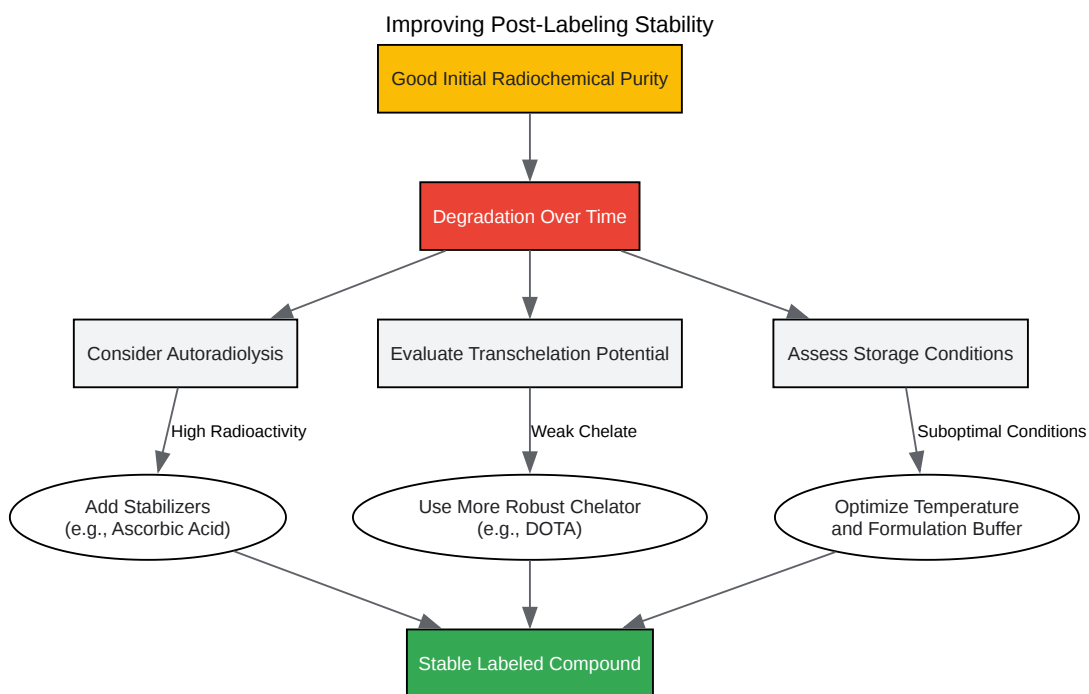 Improving Post-Labeling Stability
Good Initial Radiochemical Purity
Degradation Over Time
Consider Autoradiolysis
Evaluate Transchelation Potential
Assess Storage Conditions
High Radioactivity
Weak Chelate
Suboptimal Conditions
Add Stabilizers
(e.g., Ascorbic Acid)
Use More Robust Chelator
(e.g., DOTA)
Optimize Temperature
and Formulation Buffer
Stable Labeled Compound